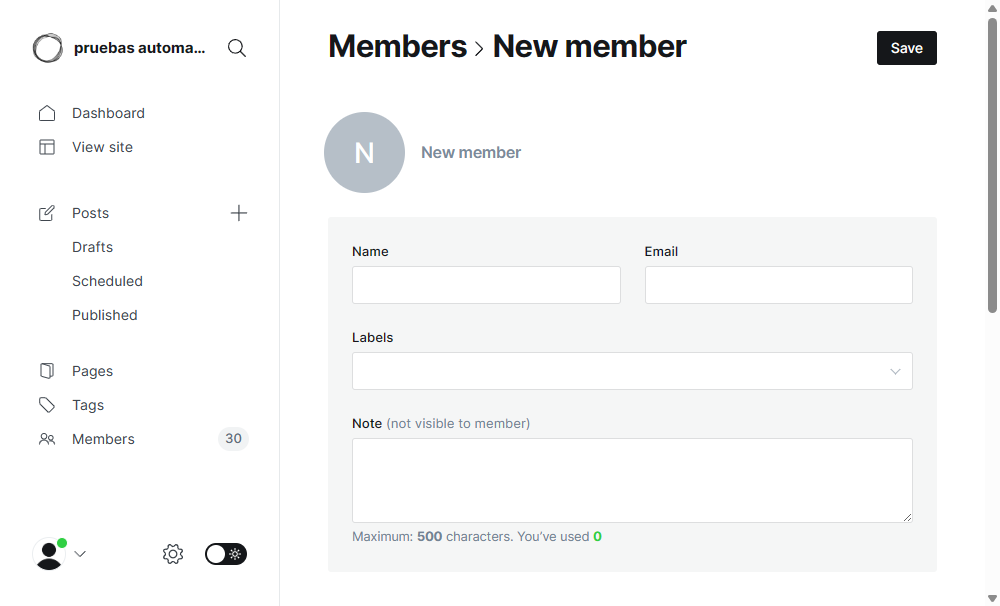 pruebas automa...
Dashboard
View site
Posts
Drafts
Scheduled
Published
Pages
Tags
Members 30
Members > New member
Save
N
New member
Name
Email
Labels
Note (not visible to member)
Maximum: 500 characters. You've used 0